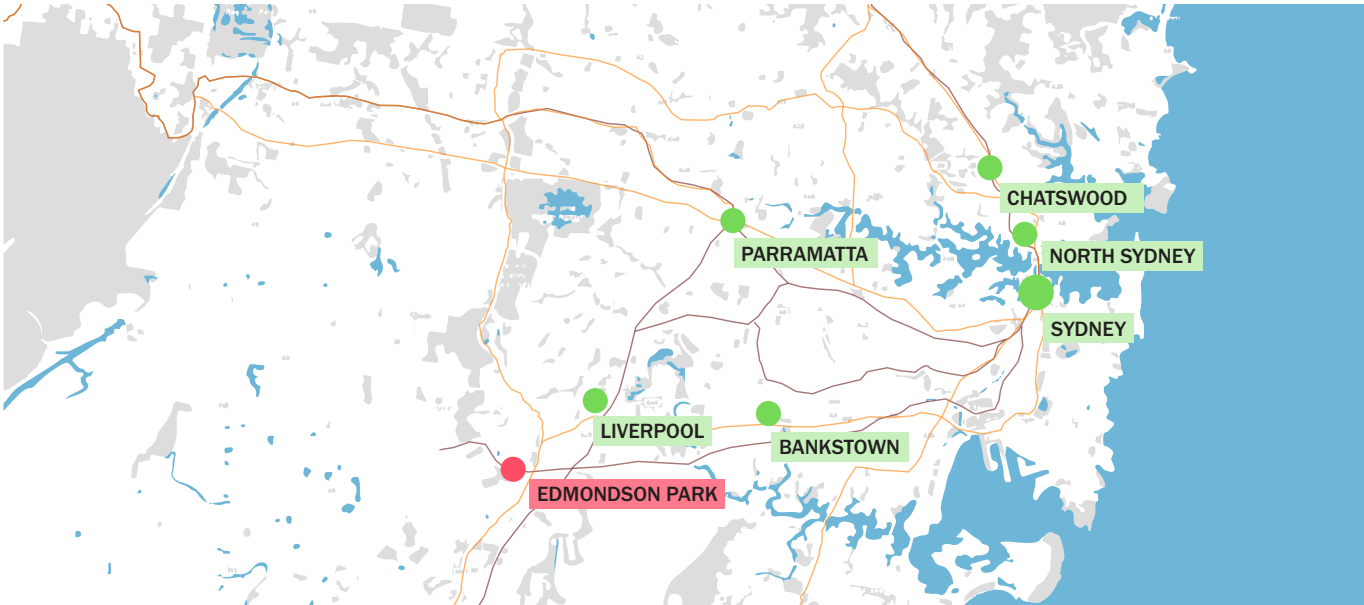 CHATSWOOD
PARRAMATTA
NORTH SYDNEY
SYDNEY
LIVERPOOL
BANKSTOWN
EDMONDSON PARK